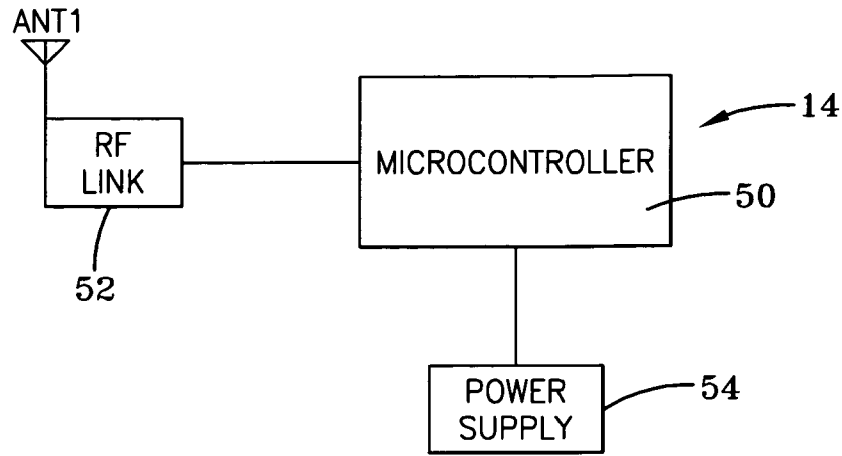 ANT1
RF
LINK
MICROCONTROLLER
14
50
52
POWER
SUPPLY
54